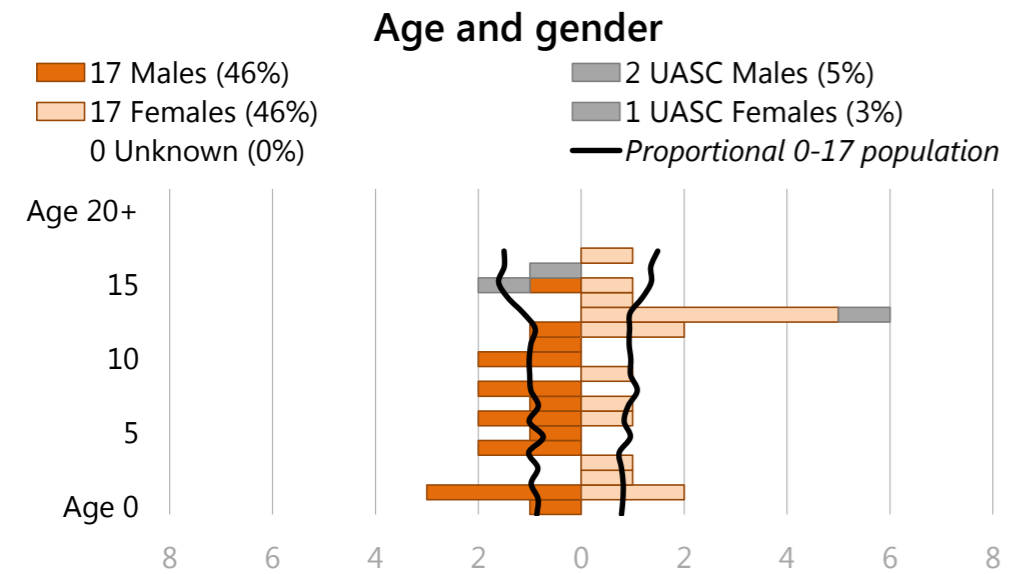 Age and gender
17 Males (46%)
2 UASC Males (5%)
17 Females (46%)
1 UASC Females (3%)
0 Unknown (0%)
Proportional 0-17 population
Age 20+
15
10
5
Age 0
8 6 4 2 0 2 4 6 8